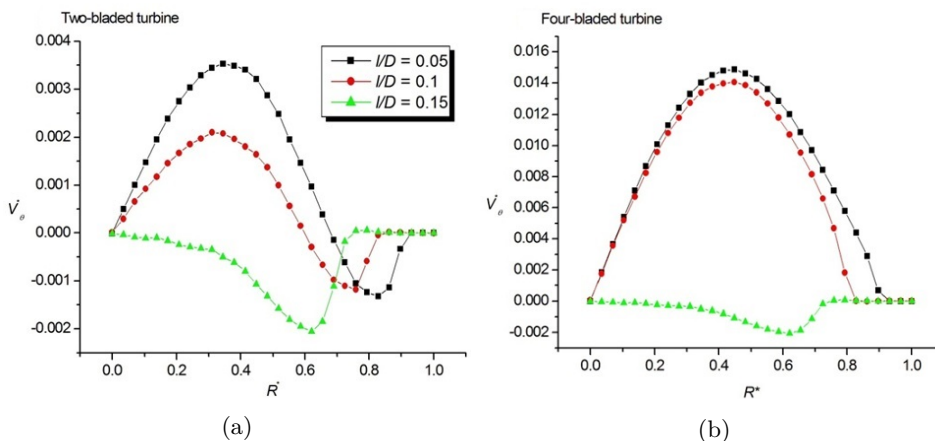 Two-bladed turbine
0.004
0.003
0.002
0.001
0.000
-0.001
-0.002
V*θ
l/D = 0.05
l/D = 0.1
l/D = 0.15
0.0 0.2 0.4 0.6 0.8 1.0
R*
(a)
Four-bladed turbine
0.016
0.014
0.012
0.010
0.008
0.006
0.004
0.002
0.000
-0.002
V*θ
0.0 0.2 0.4 0.6 0.8 1.0
R*
(b)